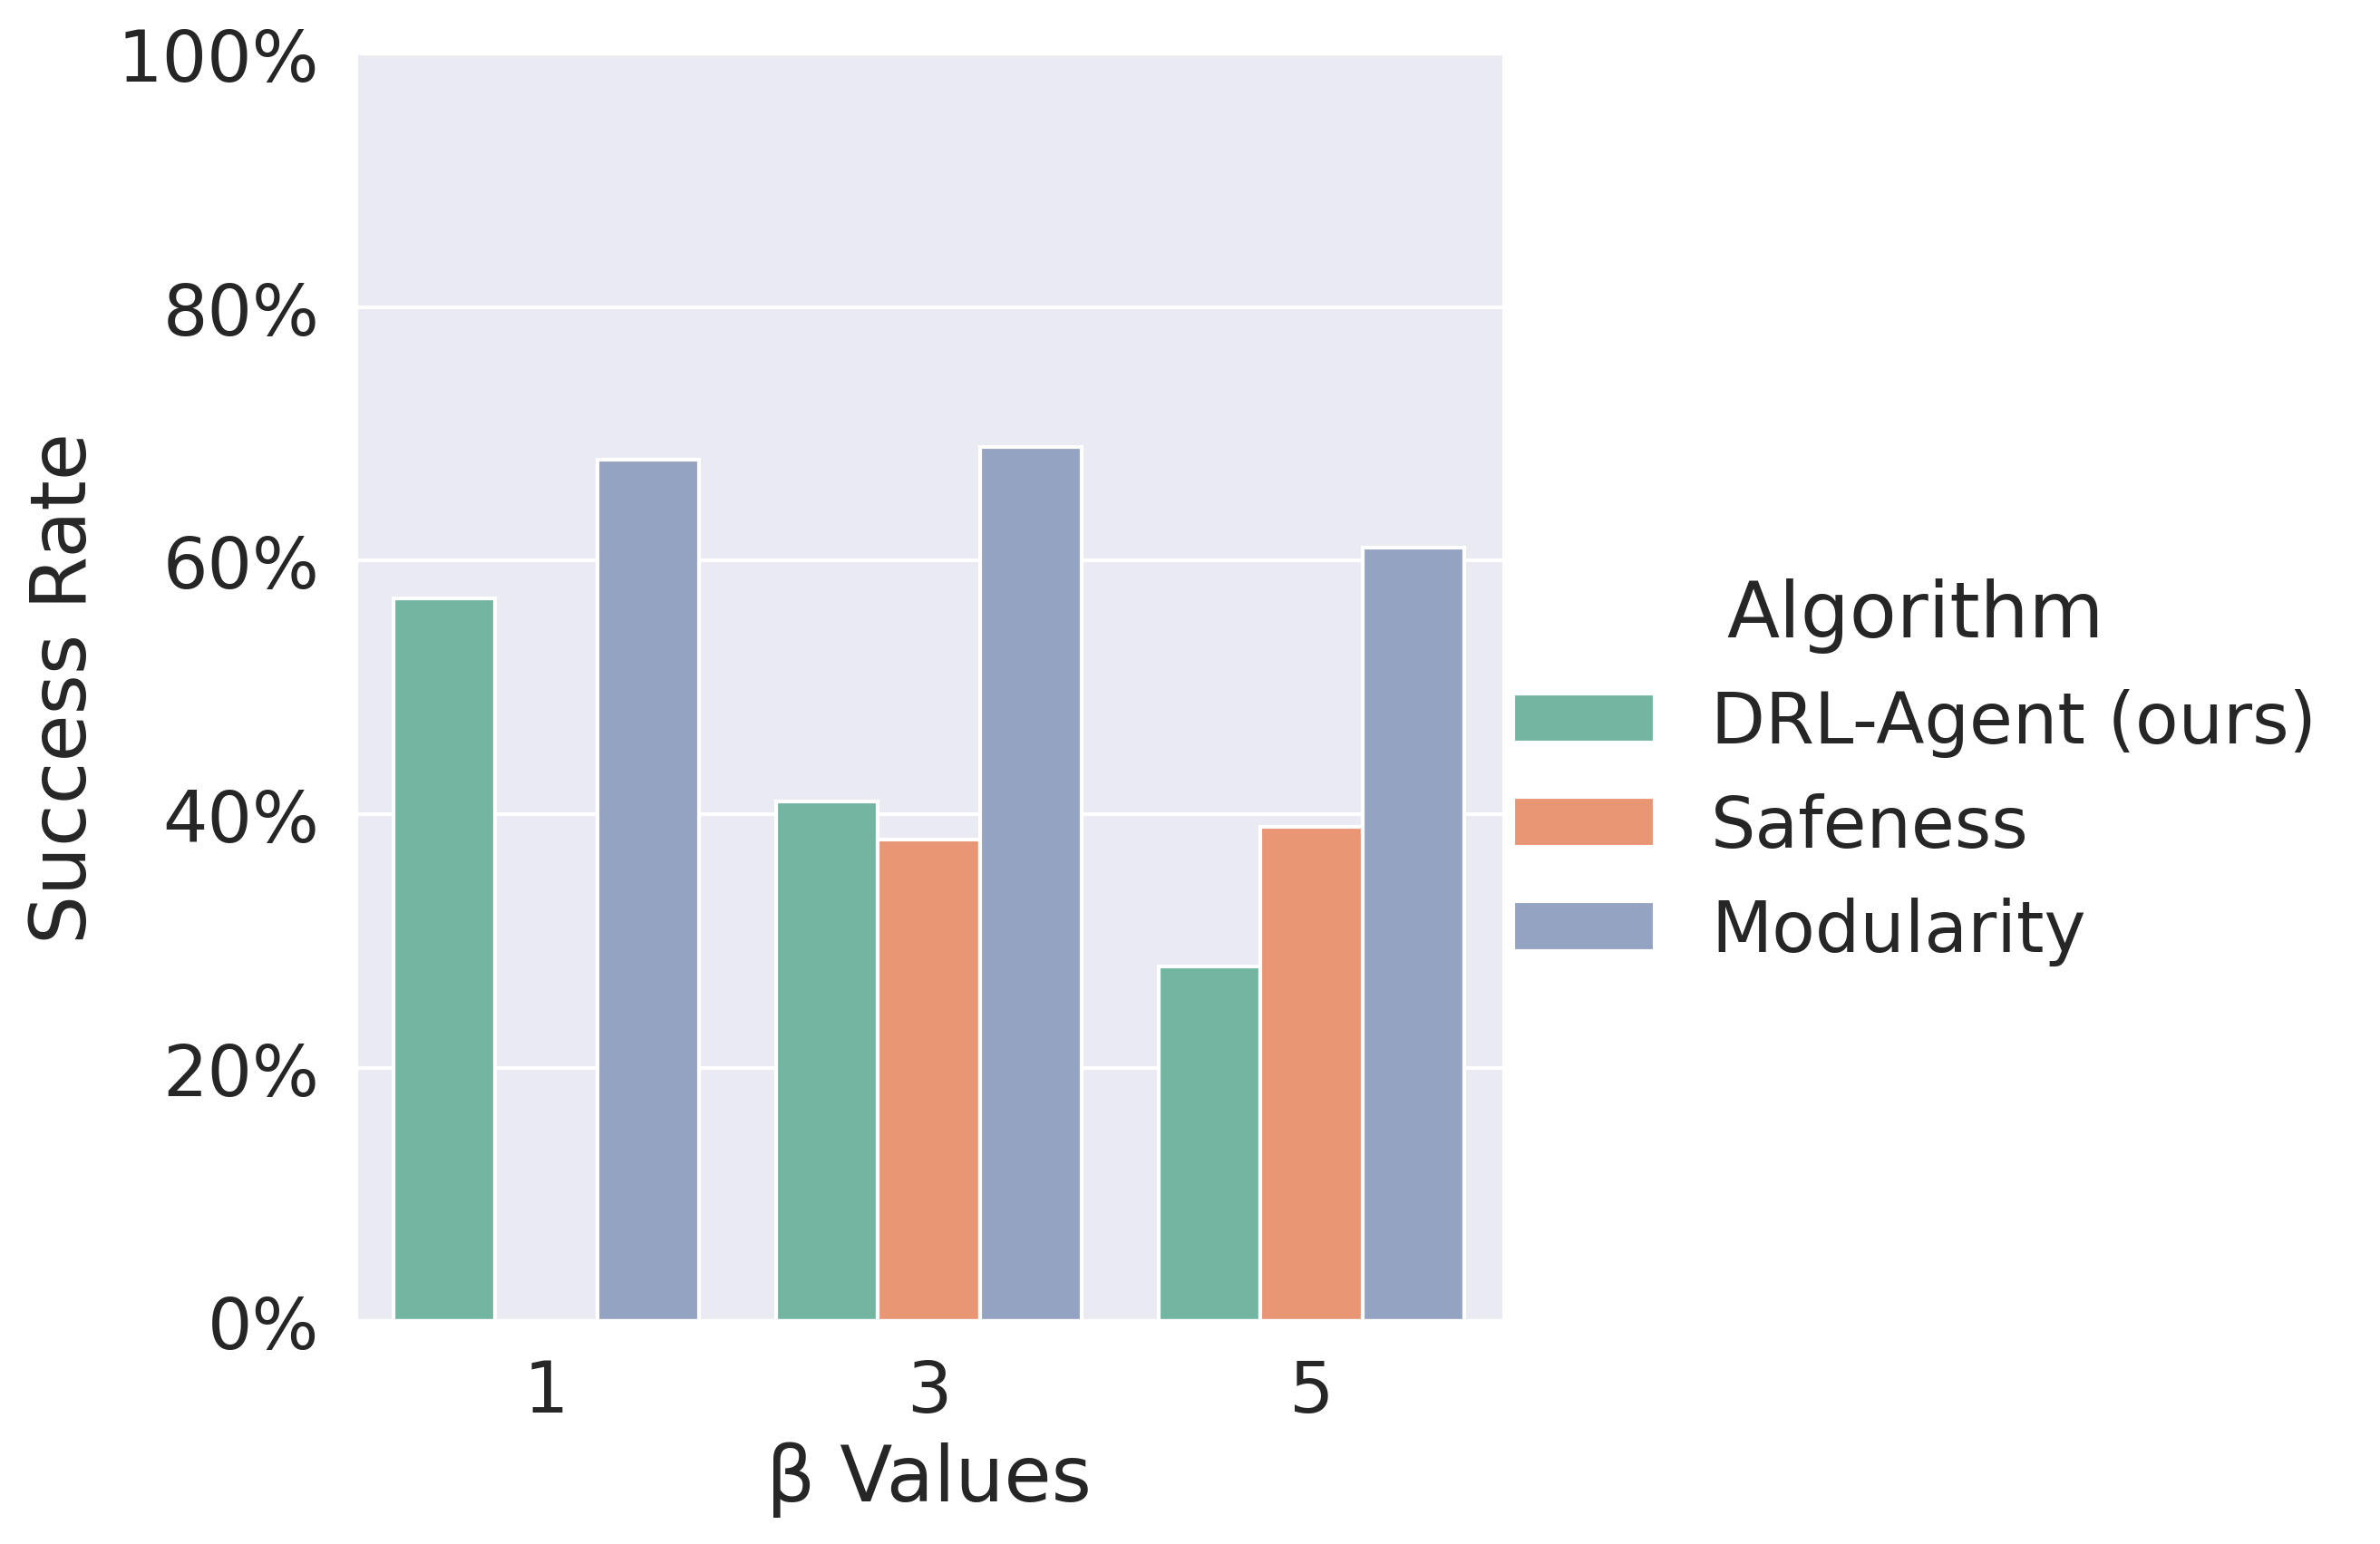 100%
80%
60%
40%
20%
0%
Success Rate
1 3 5
β Values
Algorithm
DRL-Agent (ours)
Safeness
Modularity